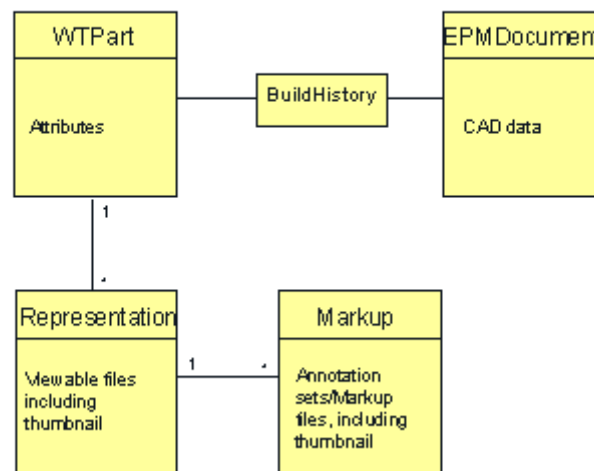 WTPart
EPMDocument
BuildHistory
Attributes
CAD data
1
*
Representation
Markup
1
*
Viewable files
including
thumbnail
Annotation
sets/Markup
files, including
thumbnail